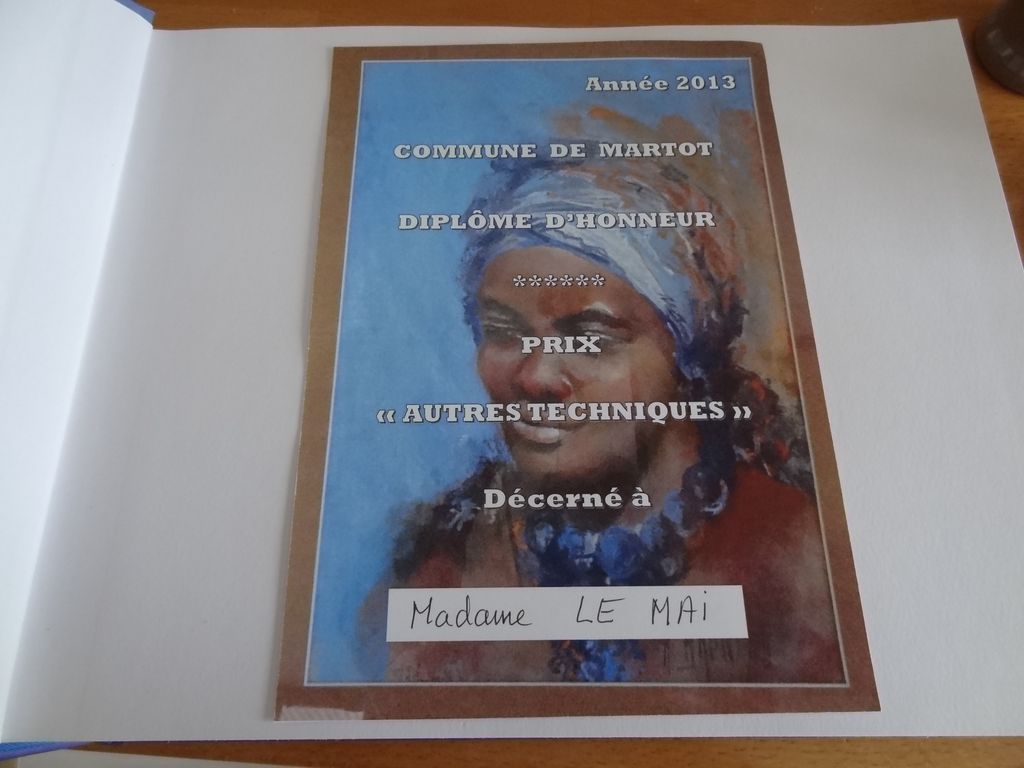 Année 2013
COMMUNE DE MARTOT
DIPLÔME D'HONNEUR
******
PRIX
« AUTRES TECHNIQUES »
Décerné à
Madame LE MAi